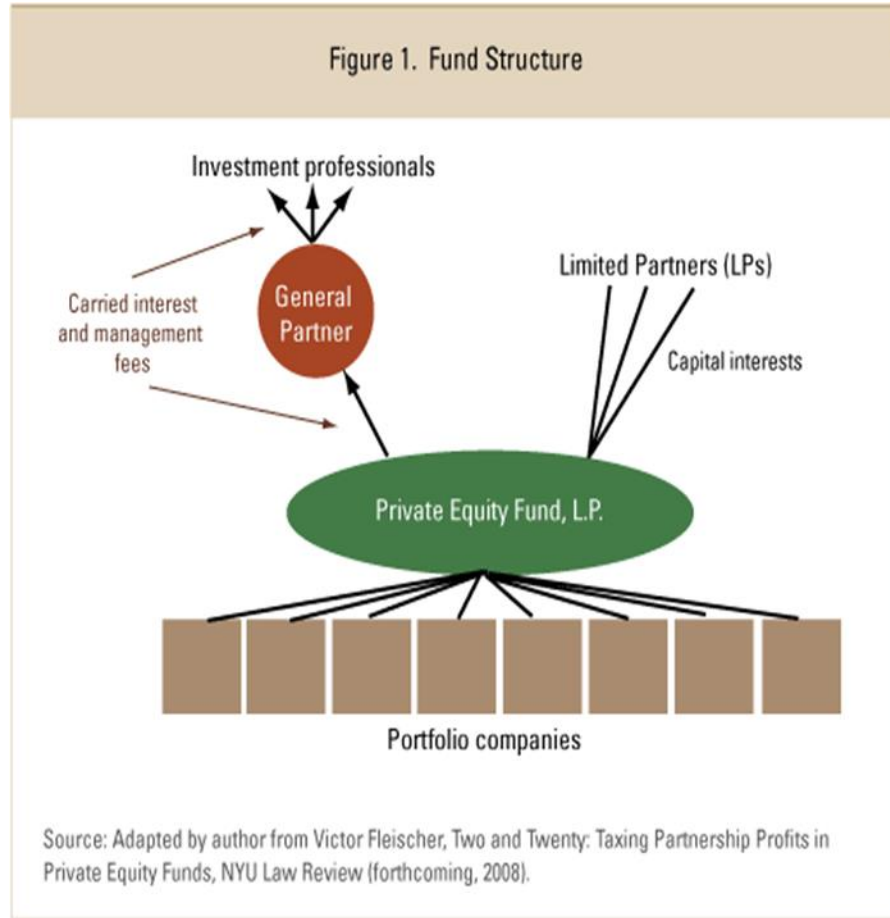 Figure 1. Fund Structure
Investment professionals
General
Partner
Limited Partners (LPs)
Carried interest
and management
fees
Capital interests
Private Equity Fund, L.P.
Portfolio companies
Source: Adapted by author from Victor Fleischer, Two and Twenty: Taxing Partnership Profits in
Private Equity Funds, NYU Law Review (forthcoming, 2008).